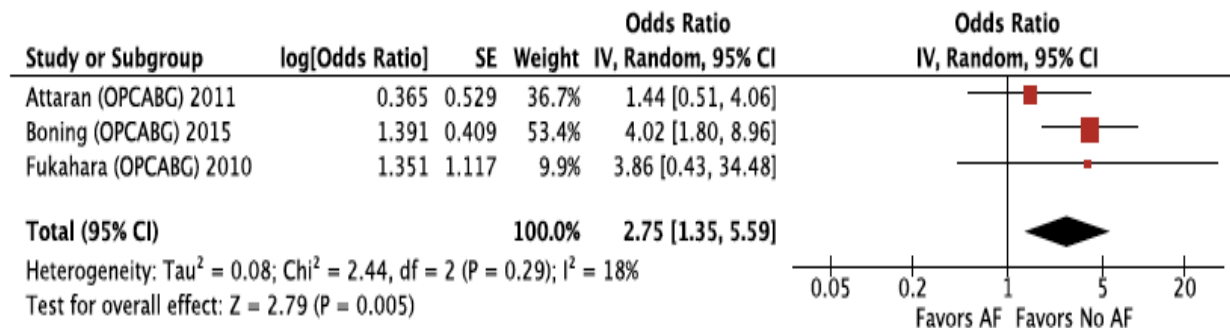 Odds Ratio Odds Ratio
Study or Subgroup log[Odds Ratio] SE Weight IV, Random, 95% CI IV, Random, 95% CI
Attaran (OPCABG) 2011 0.365 0.529 36.7% 1.44 [0.51, 4.06]
Boning (OPCABG) 2015 1.391 0.409 53.4% 4.02 [1.80, 8.96]
Fukahara (OPCABG) 2010 1.351 1.117 9.9% 3.86 [0.43, 34.48]
Total (95% CI) 100.0% 2.75 [1.35, 5.59]
Heterogeneity: Tau² = 0.08; Chi² = 2.44, df = 2 (P = 0.29); I² = 18%
Test for overall effect: Z = 2.79 (P = 0.005)
0.05 0.2 1 5 20
Favors AF Favors No AF